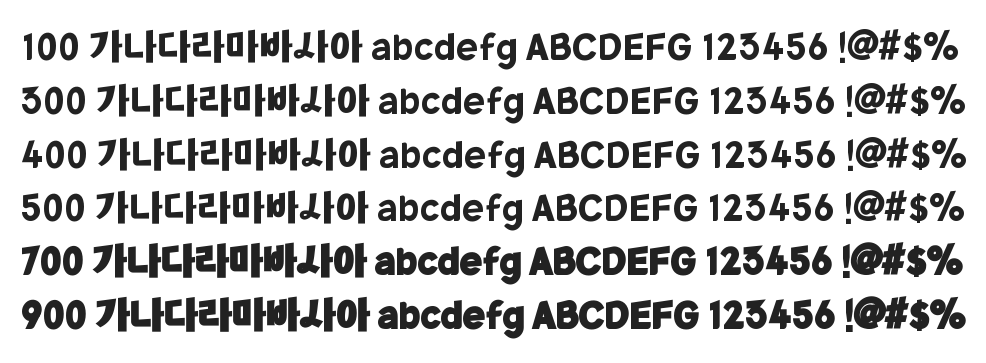 100 가나다라마바사아 abcdefg ABCDEFG 123456 !@#$%
300 가나다라마바사아 abcdefg ABCDEFG 123456 !@#$%
400 가나다라마바사아 abcdefg ABCDEFG 123456 !@#$%
500 가나다라마바사아 abcdefg ABCDEFG 123456 !@#$%
700 가나다라마바사아 abcdefg ABCDEFG 123456 !@#$%
900 가나다라마바사아 abcdefg ABCDEFG 123456 !@#$%